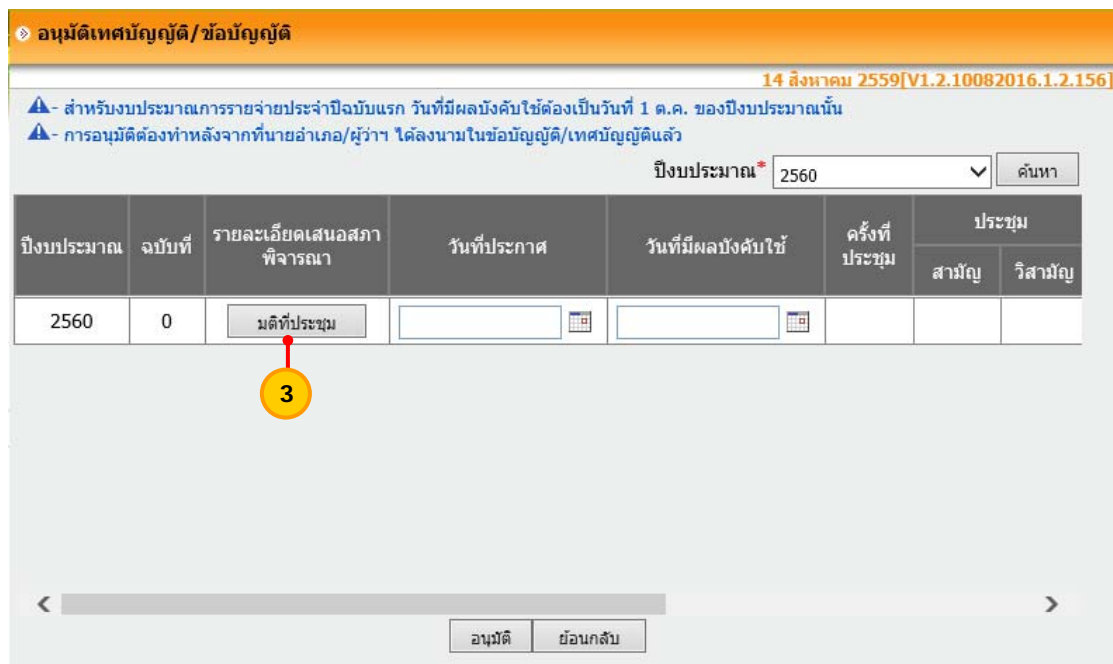 อนุมัติเทศบัญญัติ/ข้อบัญญัติ
14 สิงหาคม 2559[V1.2.10082016.1.2.156]
- สำหรับงบประมาณการรายจ่ายประจำปีฉบับแรก วันที่มีผลบังคับใช้ต้องเป็นวันที่ 1 ต.ค. ของปีงบประมาณนั้น
- การอนุมัติต้องทำหลังจากที่นายอำเภอ/ผู้ว่าฯ ได้ลงนามในข้อบัญญัติ/เทศบัญญัติแล้ว
ปีงบประมาณ* 2560 ค้นหา
ปีงบประมาณ ฉบับที่ รายละเอียดเสนอสภา พิจารณา วันที่ประกาศ วันที่มีผลบังคับใช้ ครั้งที่ ประชุม ประชุม
สามัญ วิสามัญ
2560 0 มติที่ประชุม
3
อนุมัติ ย้อนกลับ